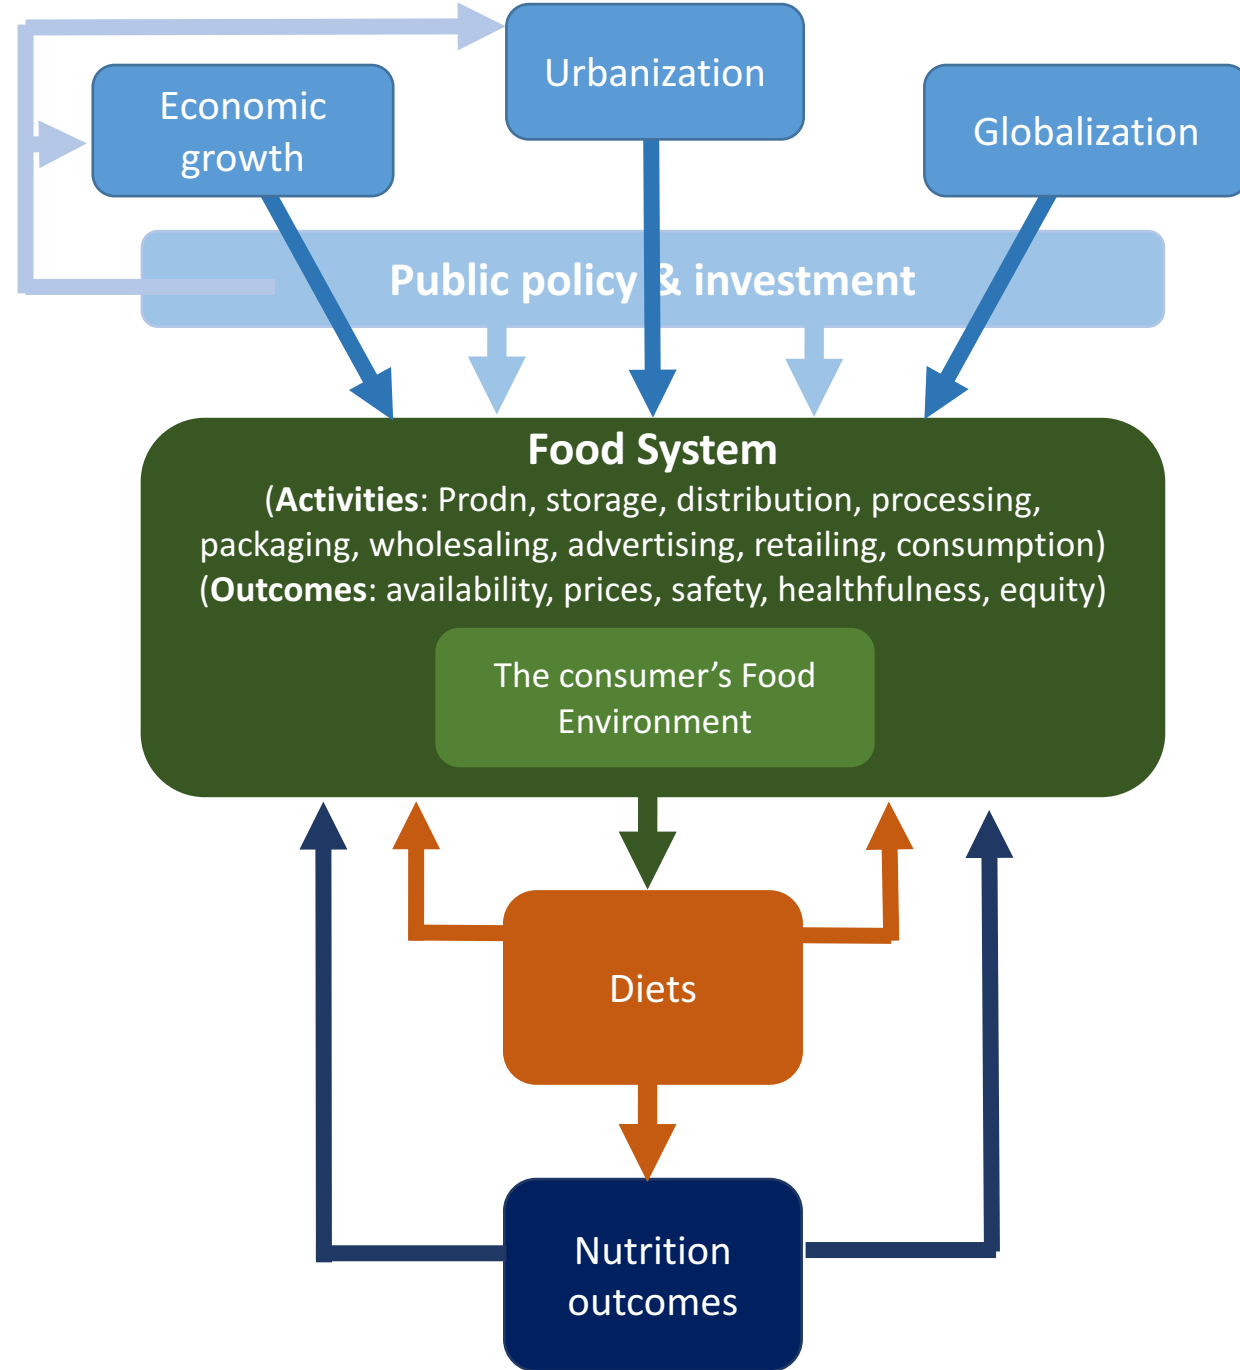 Urbanization
Economic
growth
Globalization
Public policy & investment
Food System
(Activities: Prodn, storage, distribution, processing,
packaging, wholesaling, advertising, retailing, consumption)
(Outcomes: availability, prices, safety, healthfulness, equity)
The consumer’s Food
Environment
Diets
Nutrition
outcomes